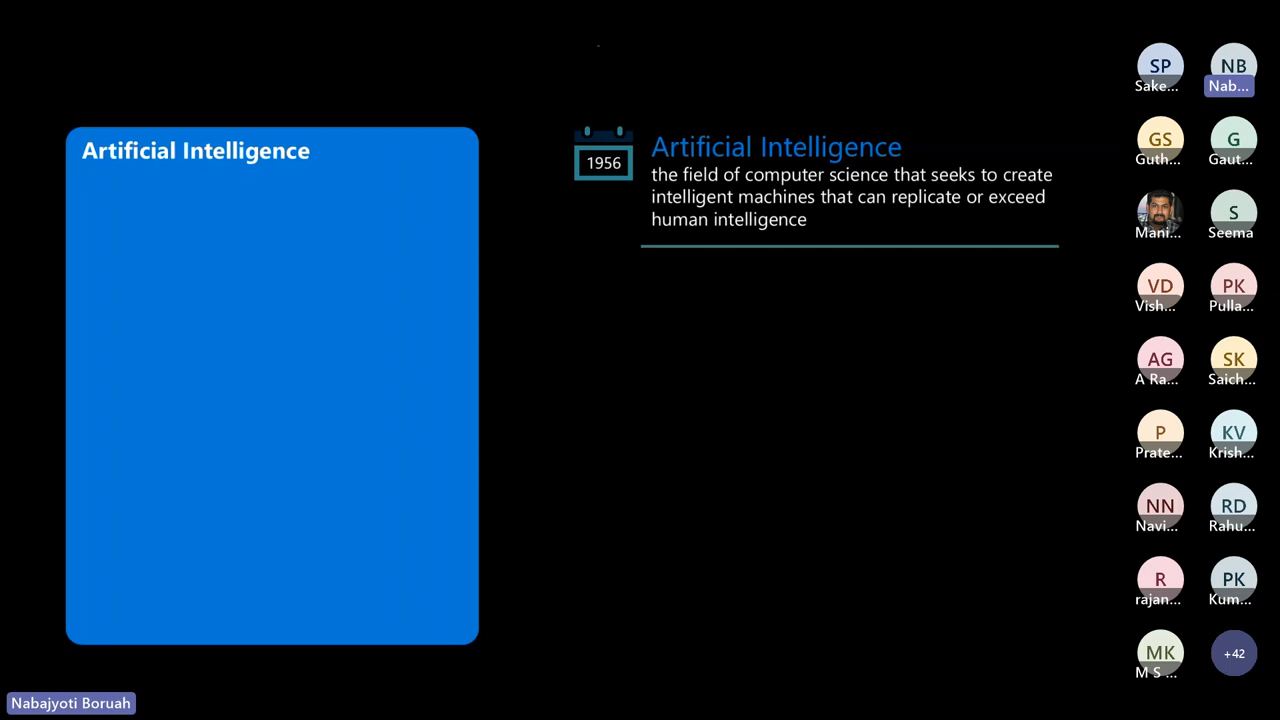 Artificial Intelligence
1956
Artificial Intelligence
the field of computer science that seeks to create
intelligent machines that can replicate or exceed
human intelligence
SP
Sake...
NB
Nab...
GS
Guth...
G
Gaut...
Mani...
S
Seema
VD
Vish...
PK
Pulla...
AG
A Ra...
SK
Saich...
P
Prate...
KV
Krish...
NN
Navi...
RD
Rahu...
R
rajan...
PK
Kum...
MK
M S ...
+42
Nabajyoti Boruah